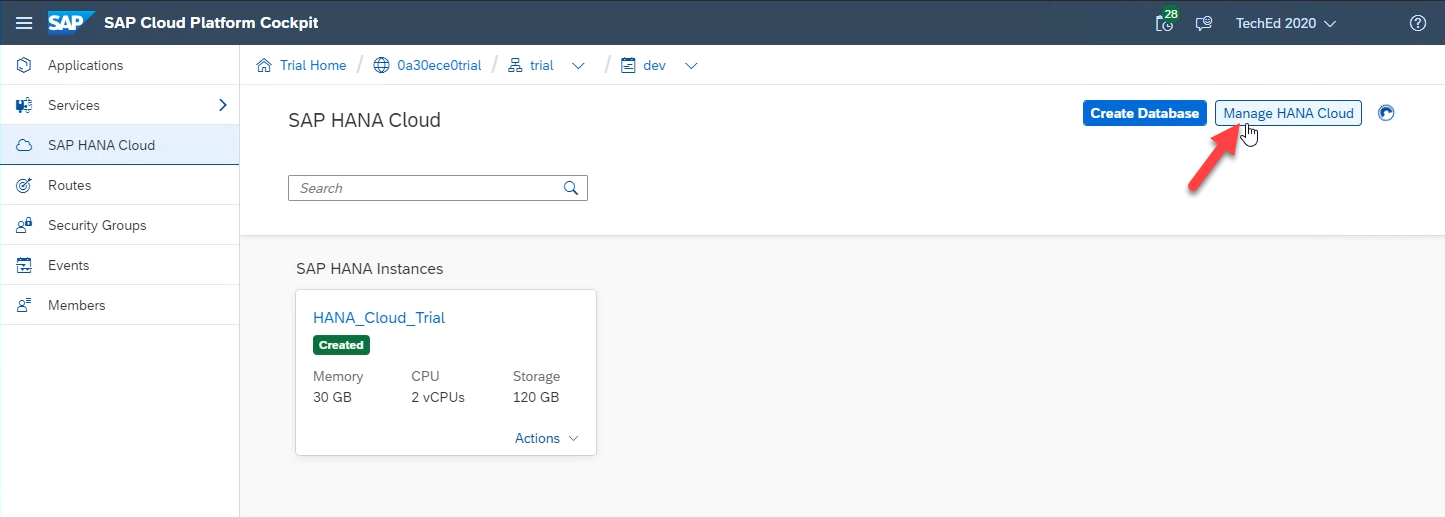 SAP SAP Cloud Platform Cockpit 28 TechEd 2020
Applications
Services
SAP HANA Cloud
Routes
Security Groups
Events
Members
Trial Home / 0a30ece0trial / trial / dev
SAP HANA Cloud
Create Database Manage HANA Cloud
Search
SAP HANA Instances
HANA_Cloud_Trial
Created
Memory CPU Storage
30 GB 2 vCPUs 120 GB
Actions